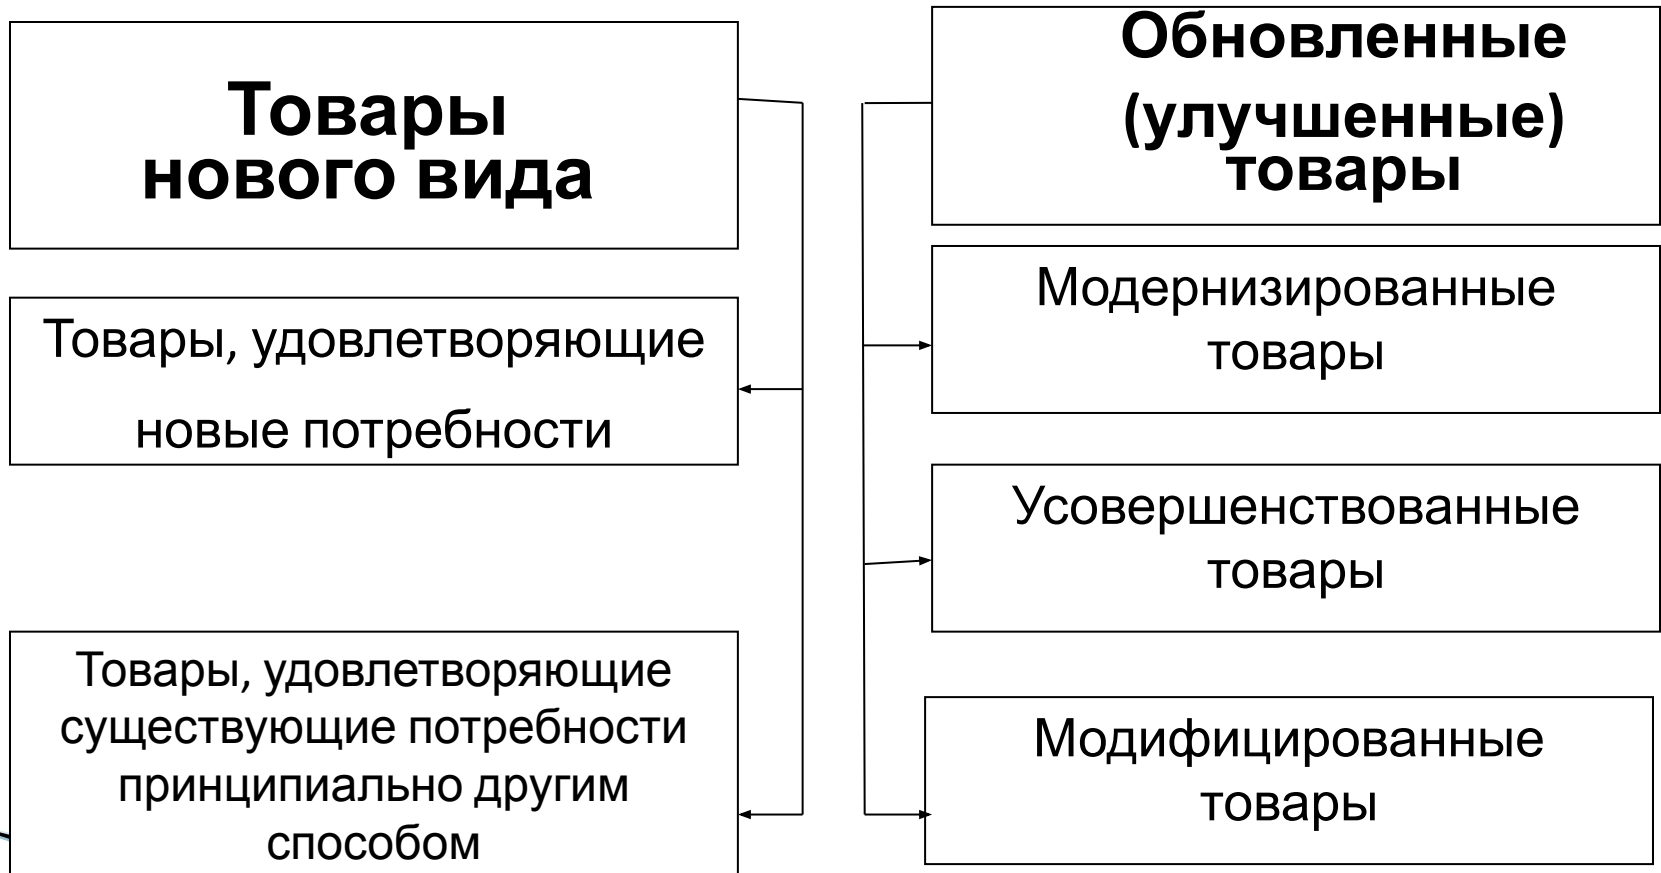 Товары
нового вида
Товары, удовлетворяющие
новые потребности
Товары, удовлетворяющие
существующие потребности
принципиально другим
способом
Обновленные
(улучшенные)
товары
Модернизированные
товары
Усовершенствованные
товары
Модифицированные
товары